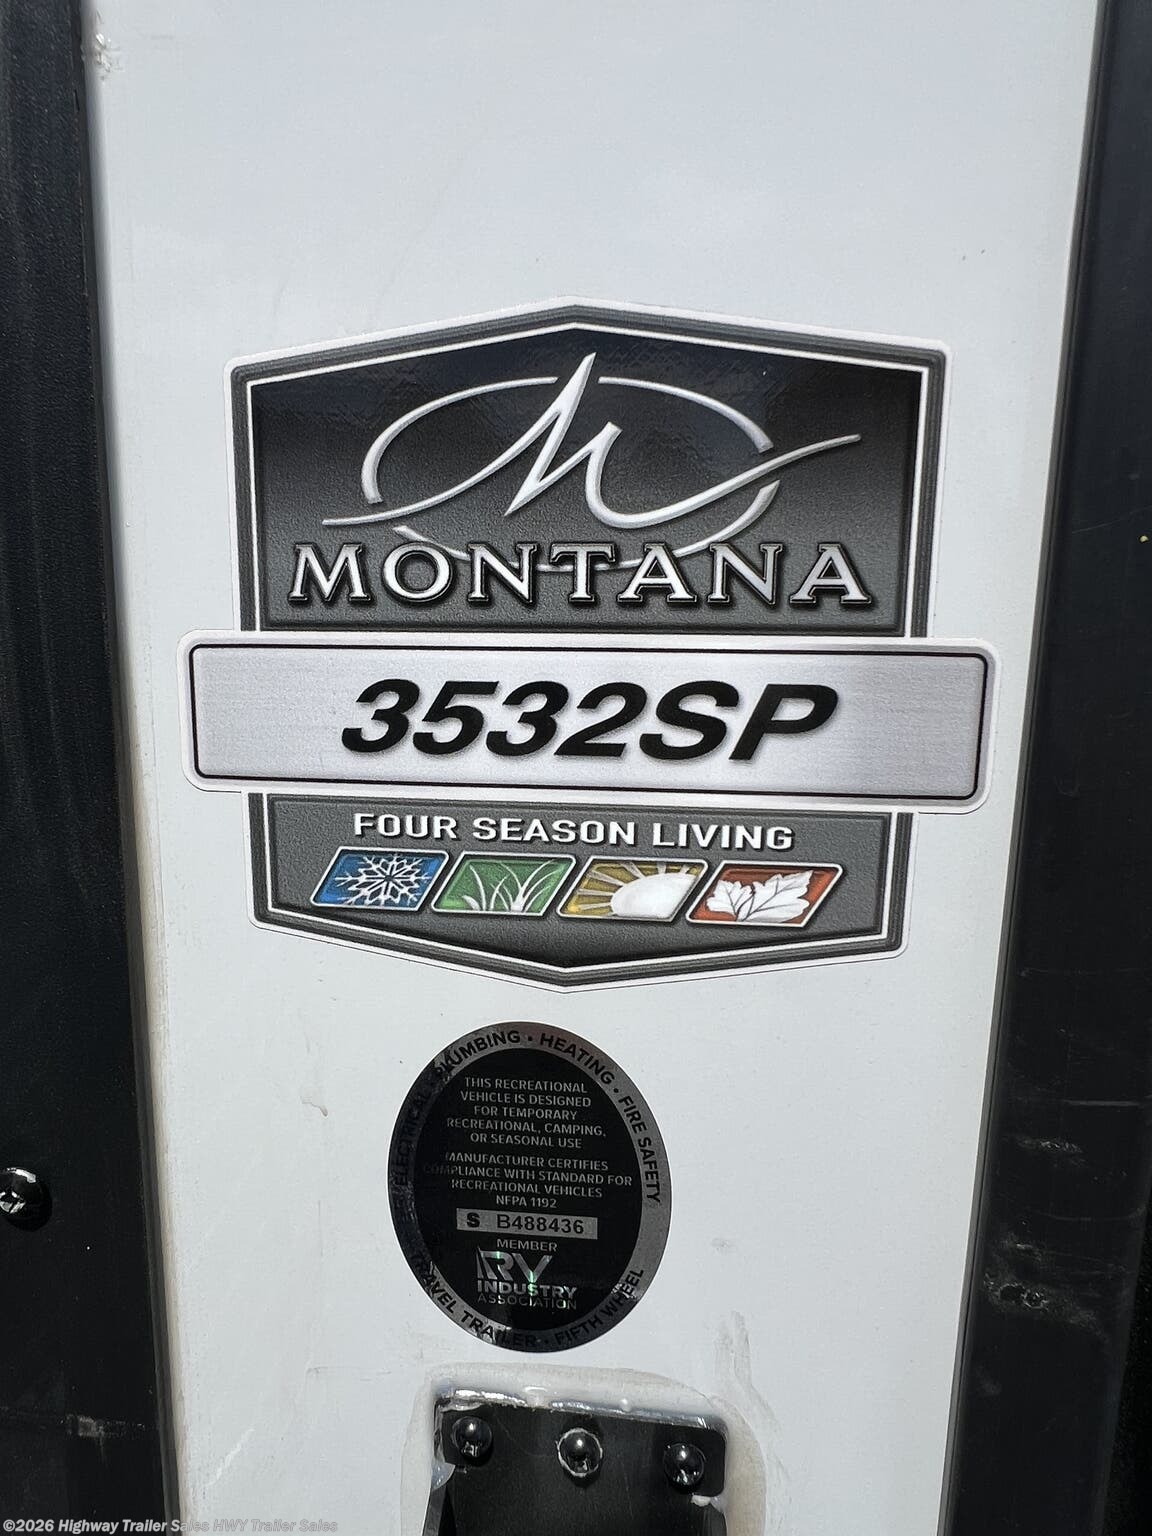 MONTANA
3532SP
FOUR SEASON LIVING
ELECTRICAL • PLUMBING • HEATING • FIRE SAFETY
THIS RECREATIONAL
VEHICLE IS DESIGNED
FOR TEMPORARY
RECREATIONAL, CAMPING,
OR SEASONAL USE
MANUFACTURER CERTIFIES
COMPLIANCE WITH STANDARD FOR
RECREATIONAL VEHICLES
NFPA 1192
S B488436
MEMBER
RV
INDUSTRY
ASSOCIATION
TRAVEL TRAILER • FIFTH WHEEL
©2026 Highway Trailer Sales HWY Trailer Sales